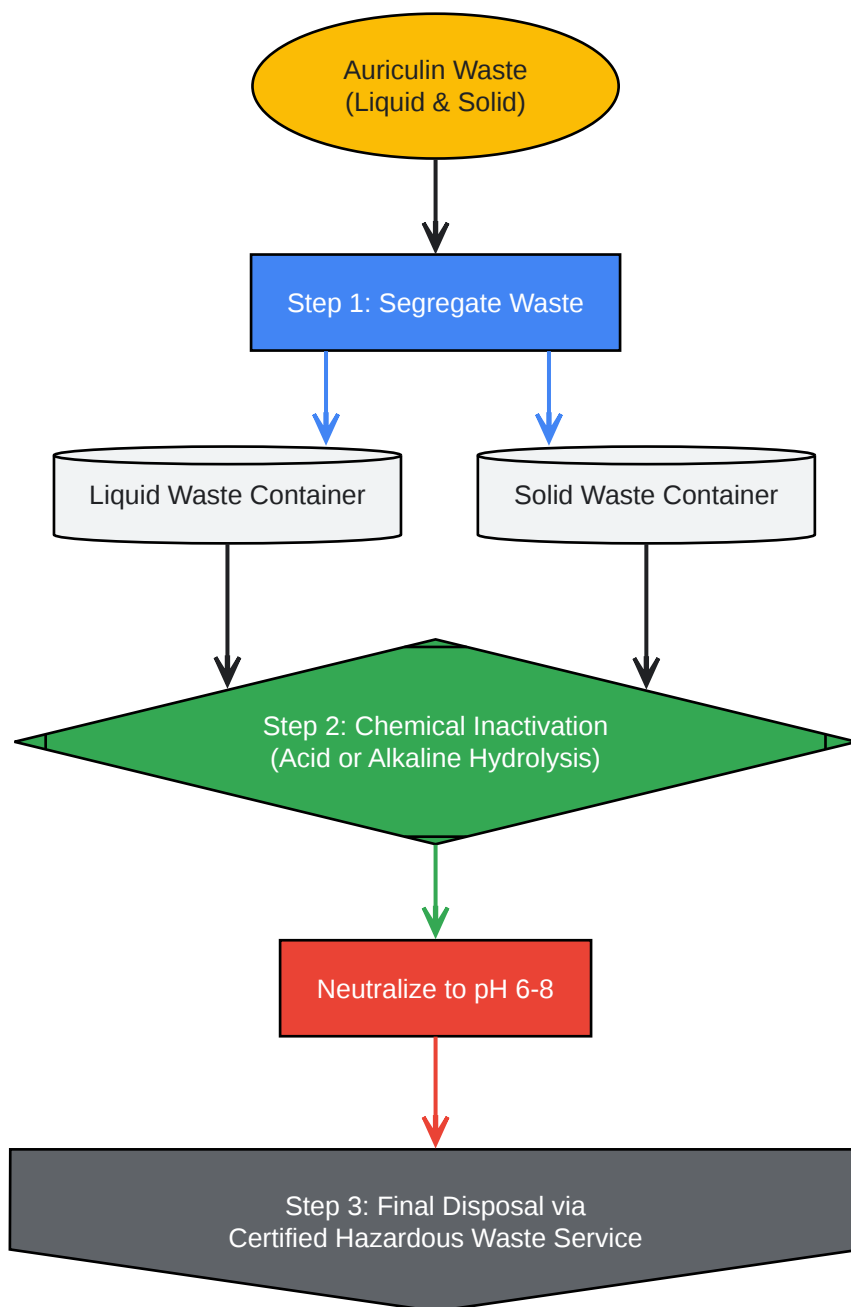 Auriculin Waste
(Liquid & Solid)
Step 1: Segregate Waste
Liquid Waste Container
Solid Waste Container
Step 2: Chemical Inactivation
(Acid or Alkaline Hydrolysis)
Neutralize to pH 6-8
Step 3: Final Disposal via
Certified Hazardous Waste Service